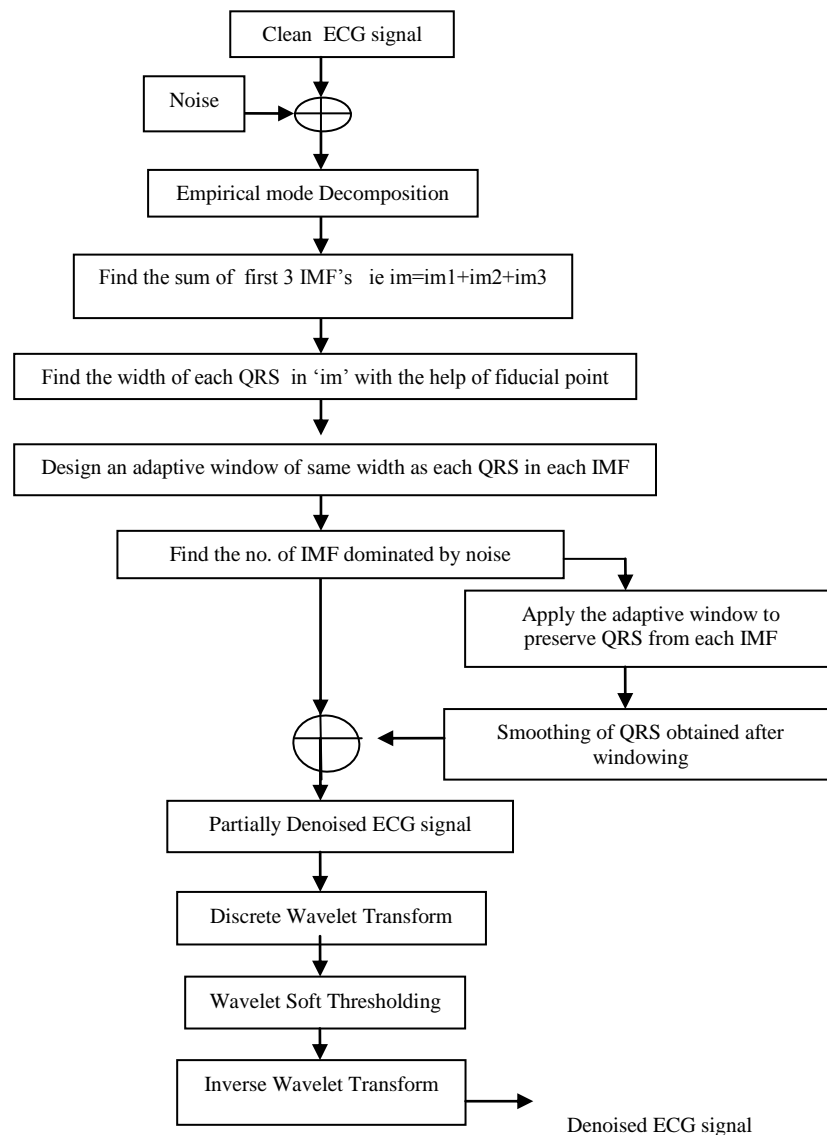 Clean ECG signal
Noise
Empirical mode Decomposition
Find the sum of first 3 IMF's ie im=im1+im2+im3
Find the width of each QRS in 'im' with the help of fiducial point
Design an adaptive window of same width as each QRS in each IMF
Find the no. of IMF dominated by noise
Apply the adaptive window to
preserve QRS from each IMF
Smoothing of QRS obtained after
windowing
Partially Denoised ECG signal
Discrete Wavelet Transform
Wavelet Soft Thresholding
Inverse Wavelet Transform
Denoised ECG signal